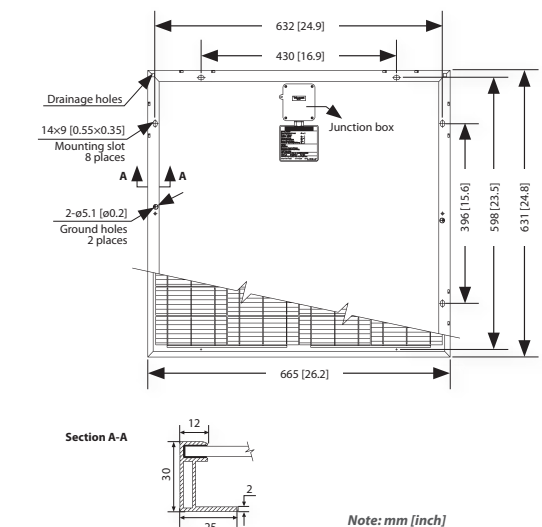 632 [24.9]
430 [16.9]
Drainage holes
14×9 [0.55×0.35]
Mounting slot
8 places
Junction box
A A
2-ø5.1 [ø0.2]
Ground holes
2 places
396 [15.6]
598 [23.5]
631 [24.8]
665 [26.2]
Section A-A
12
30
2
25
Note: mm [inch]